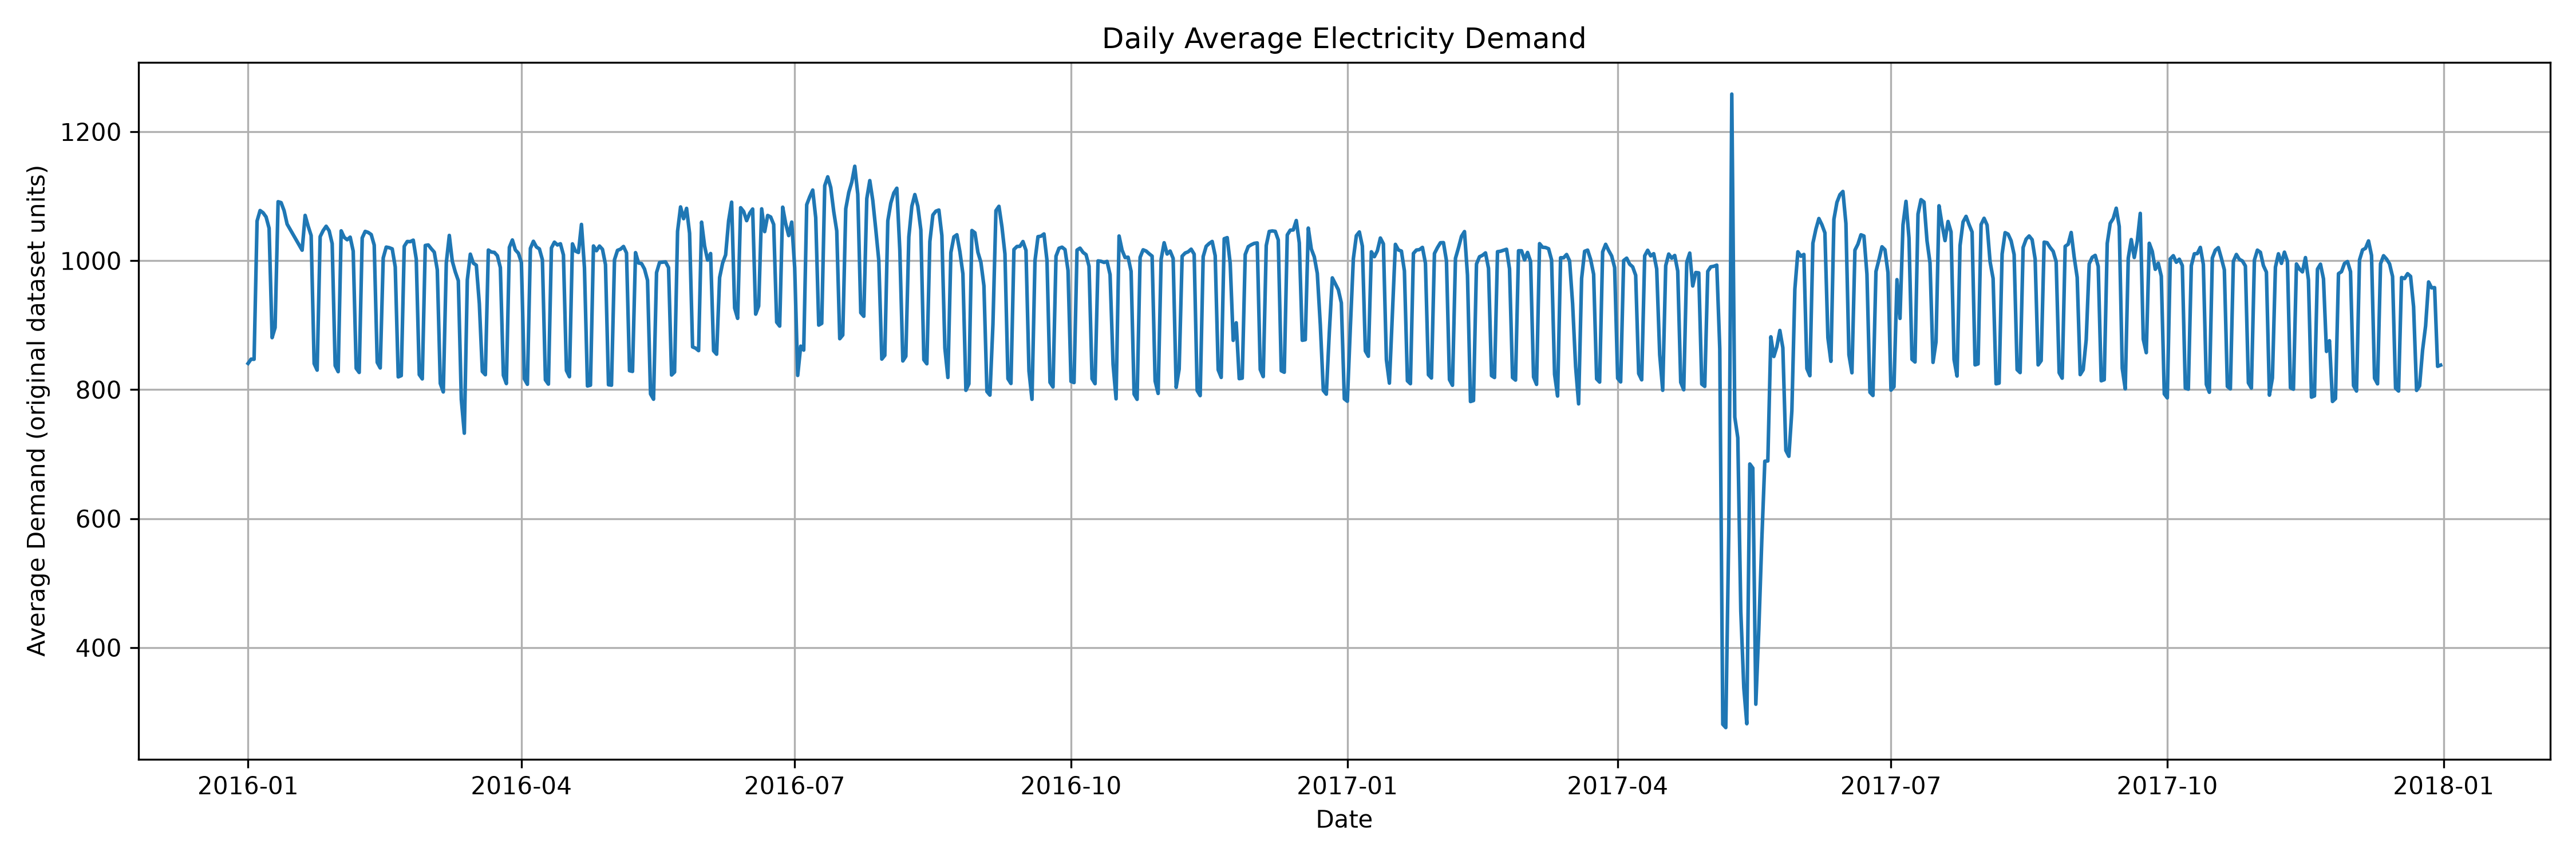 Daily Average Electricity Demand
Average Demand (original dataset units)
1200
1000
800
600
400
2016-01 2016-04 2016-07 2016-10 2017-01 2017-04 2017-07 2017-10 2018-01
Date